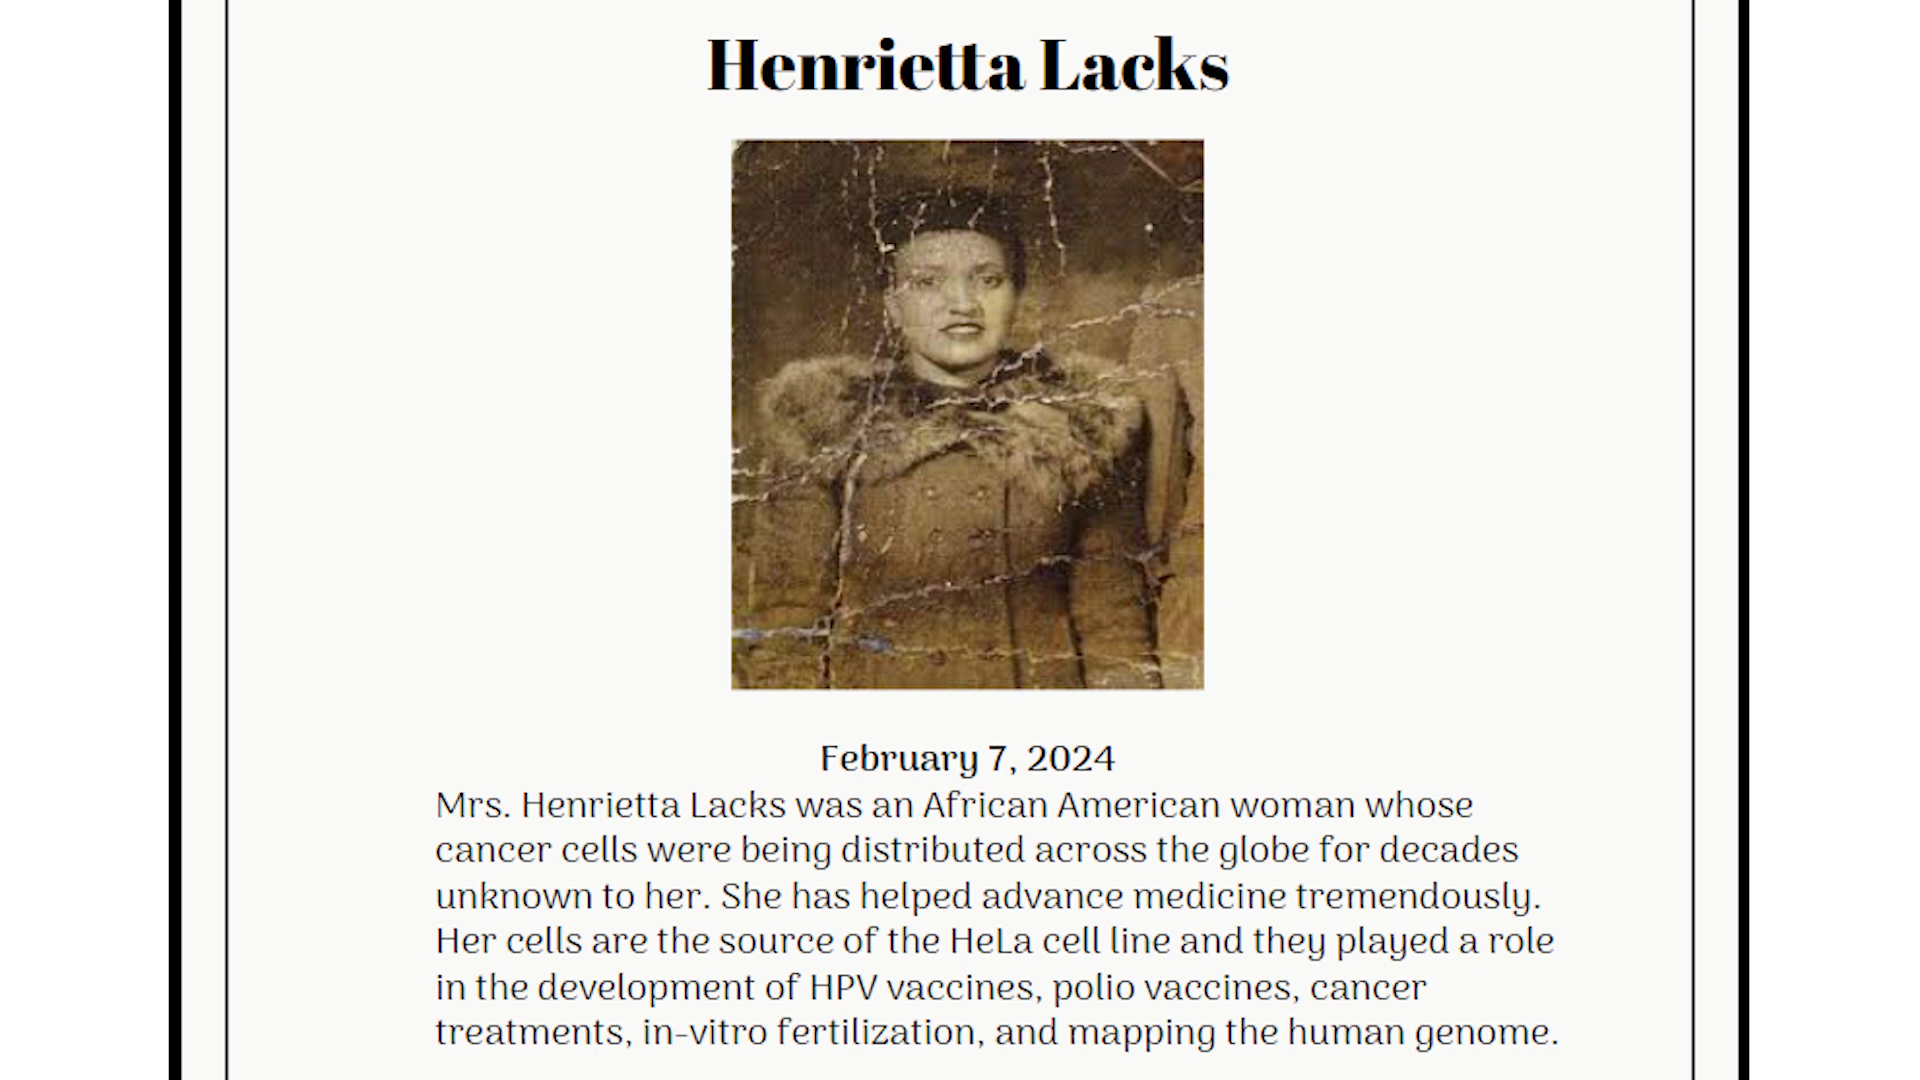 Henrietta Lacks
February 7, 2024
Mrs. Henrietta Lacks was an African American woman whose
cancer cells were being distributed across the globe for decades
unknown to her. She has helped advance medicine tremendously.
Her cells are the source of the HeLa cell line and they played a role
in the development of HPV vaccines, polio vaccines, cancer
treatments, in-vitro fertilization, and mapping the human genome.